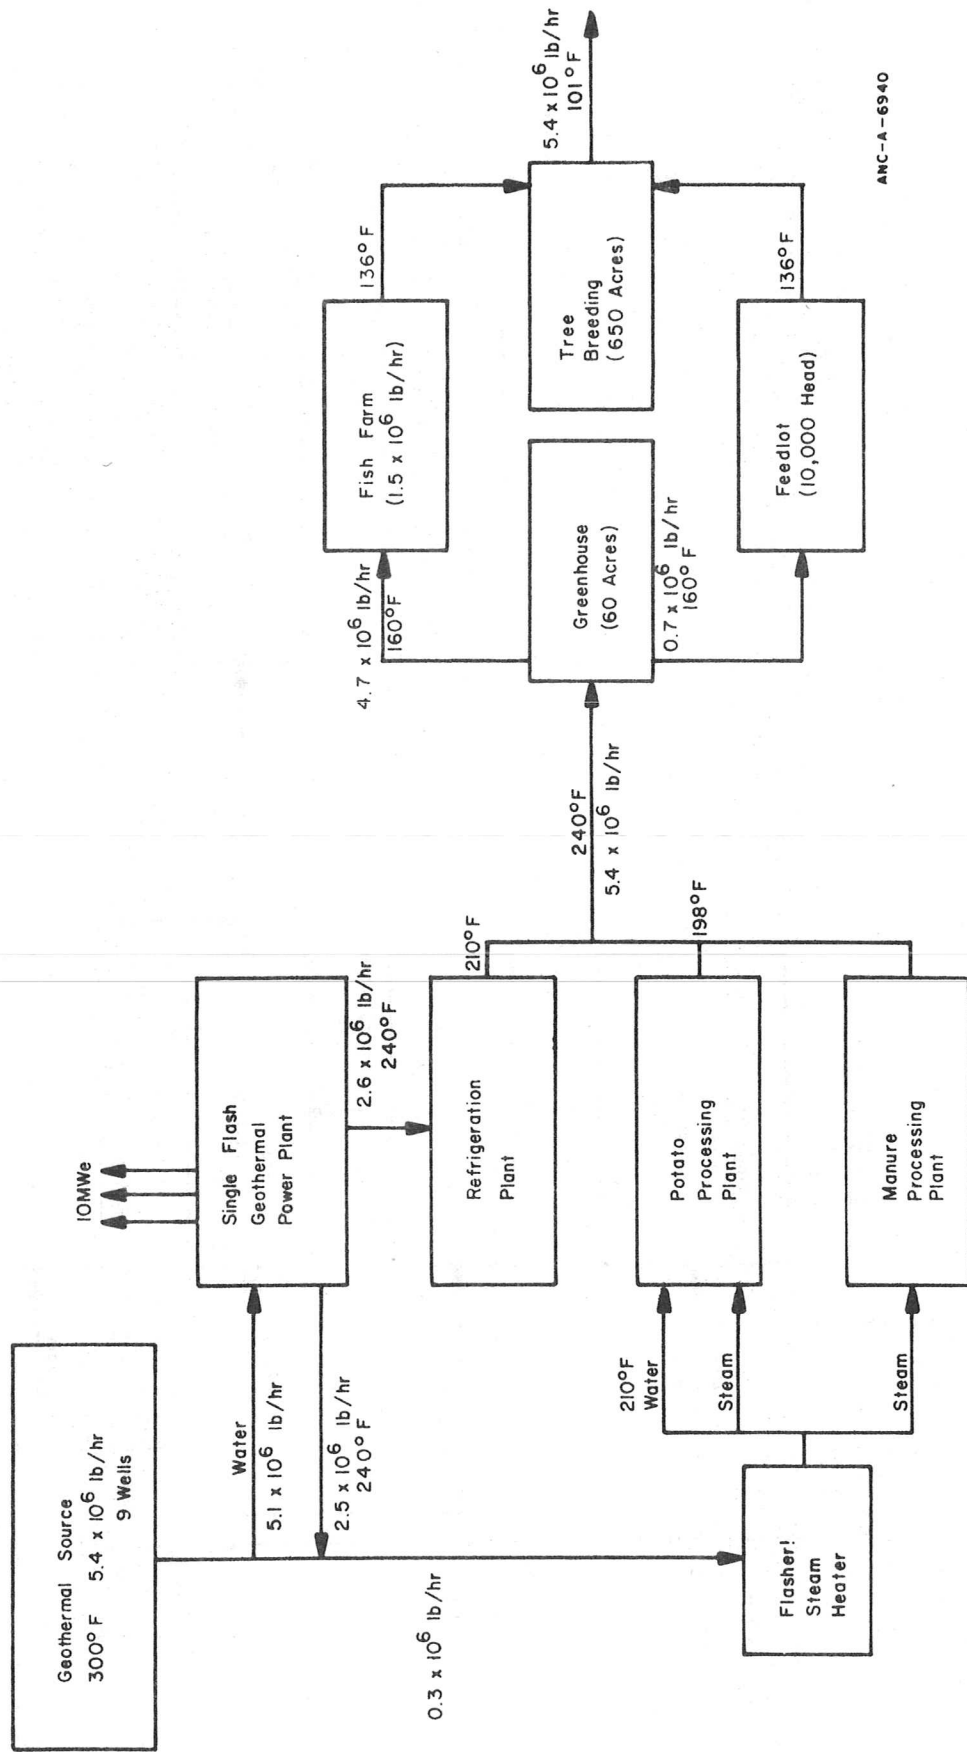 Geothermal Source
300°F 5.4 x 10⁶ lb/hr
9 Wells
Water
5.1 x 10⁶ lb/hr
2.5 x 10⁶ lb/hr
240°F
0.3 x 10⁶ lb/hr
10MWe
Single Flash
Geothermal
Power Plant
2.6 x 10⁶ lb/hr
240°F
Flasher!
Steam
Heater
210°F
Water
Steam
Steam
Refrigeration
Plant
210°F
Potato
Processing
Plant
198°F
Manure
Processing
Plant
240°F
5.4 x 10⁶ lb/hr
4.7 x 10⁶ lb/hr
160°F
Greenhouse
(60 Acres)
0.7 x 10⁶ lb/hr
160°F
Fish Farm
(1.5 x 10⁶ lb/hr)
136°F
Feedlot
(10,000 Head)
136°F
Tree
Breeding
(650 Acres)
5.4 x 10⁶ lb/hr
101°F
ANC-A-6940